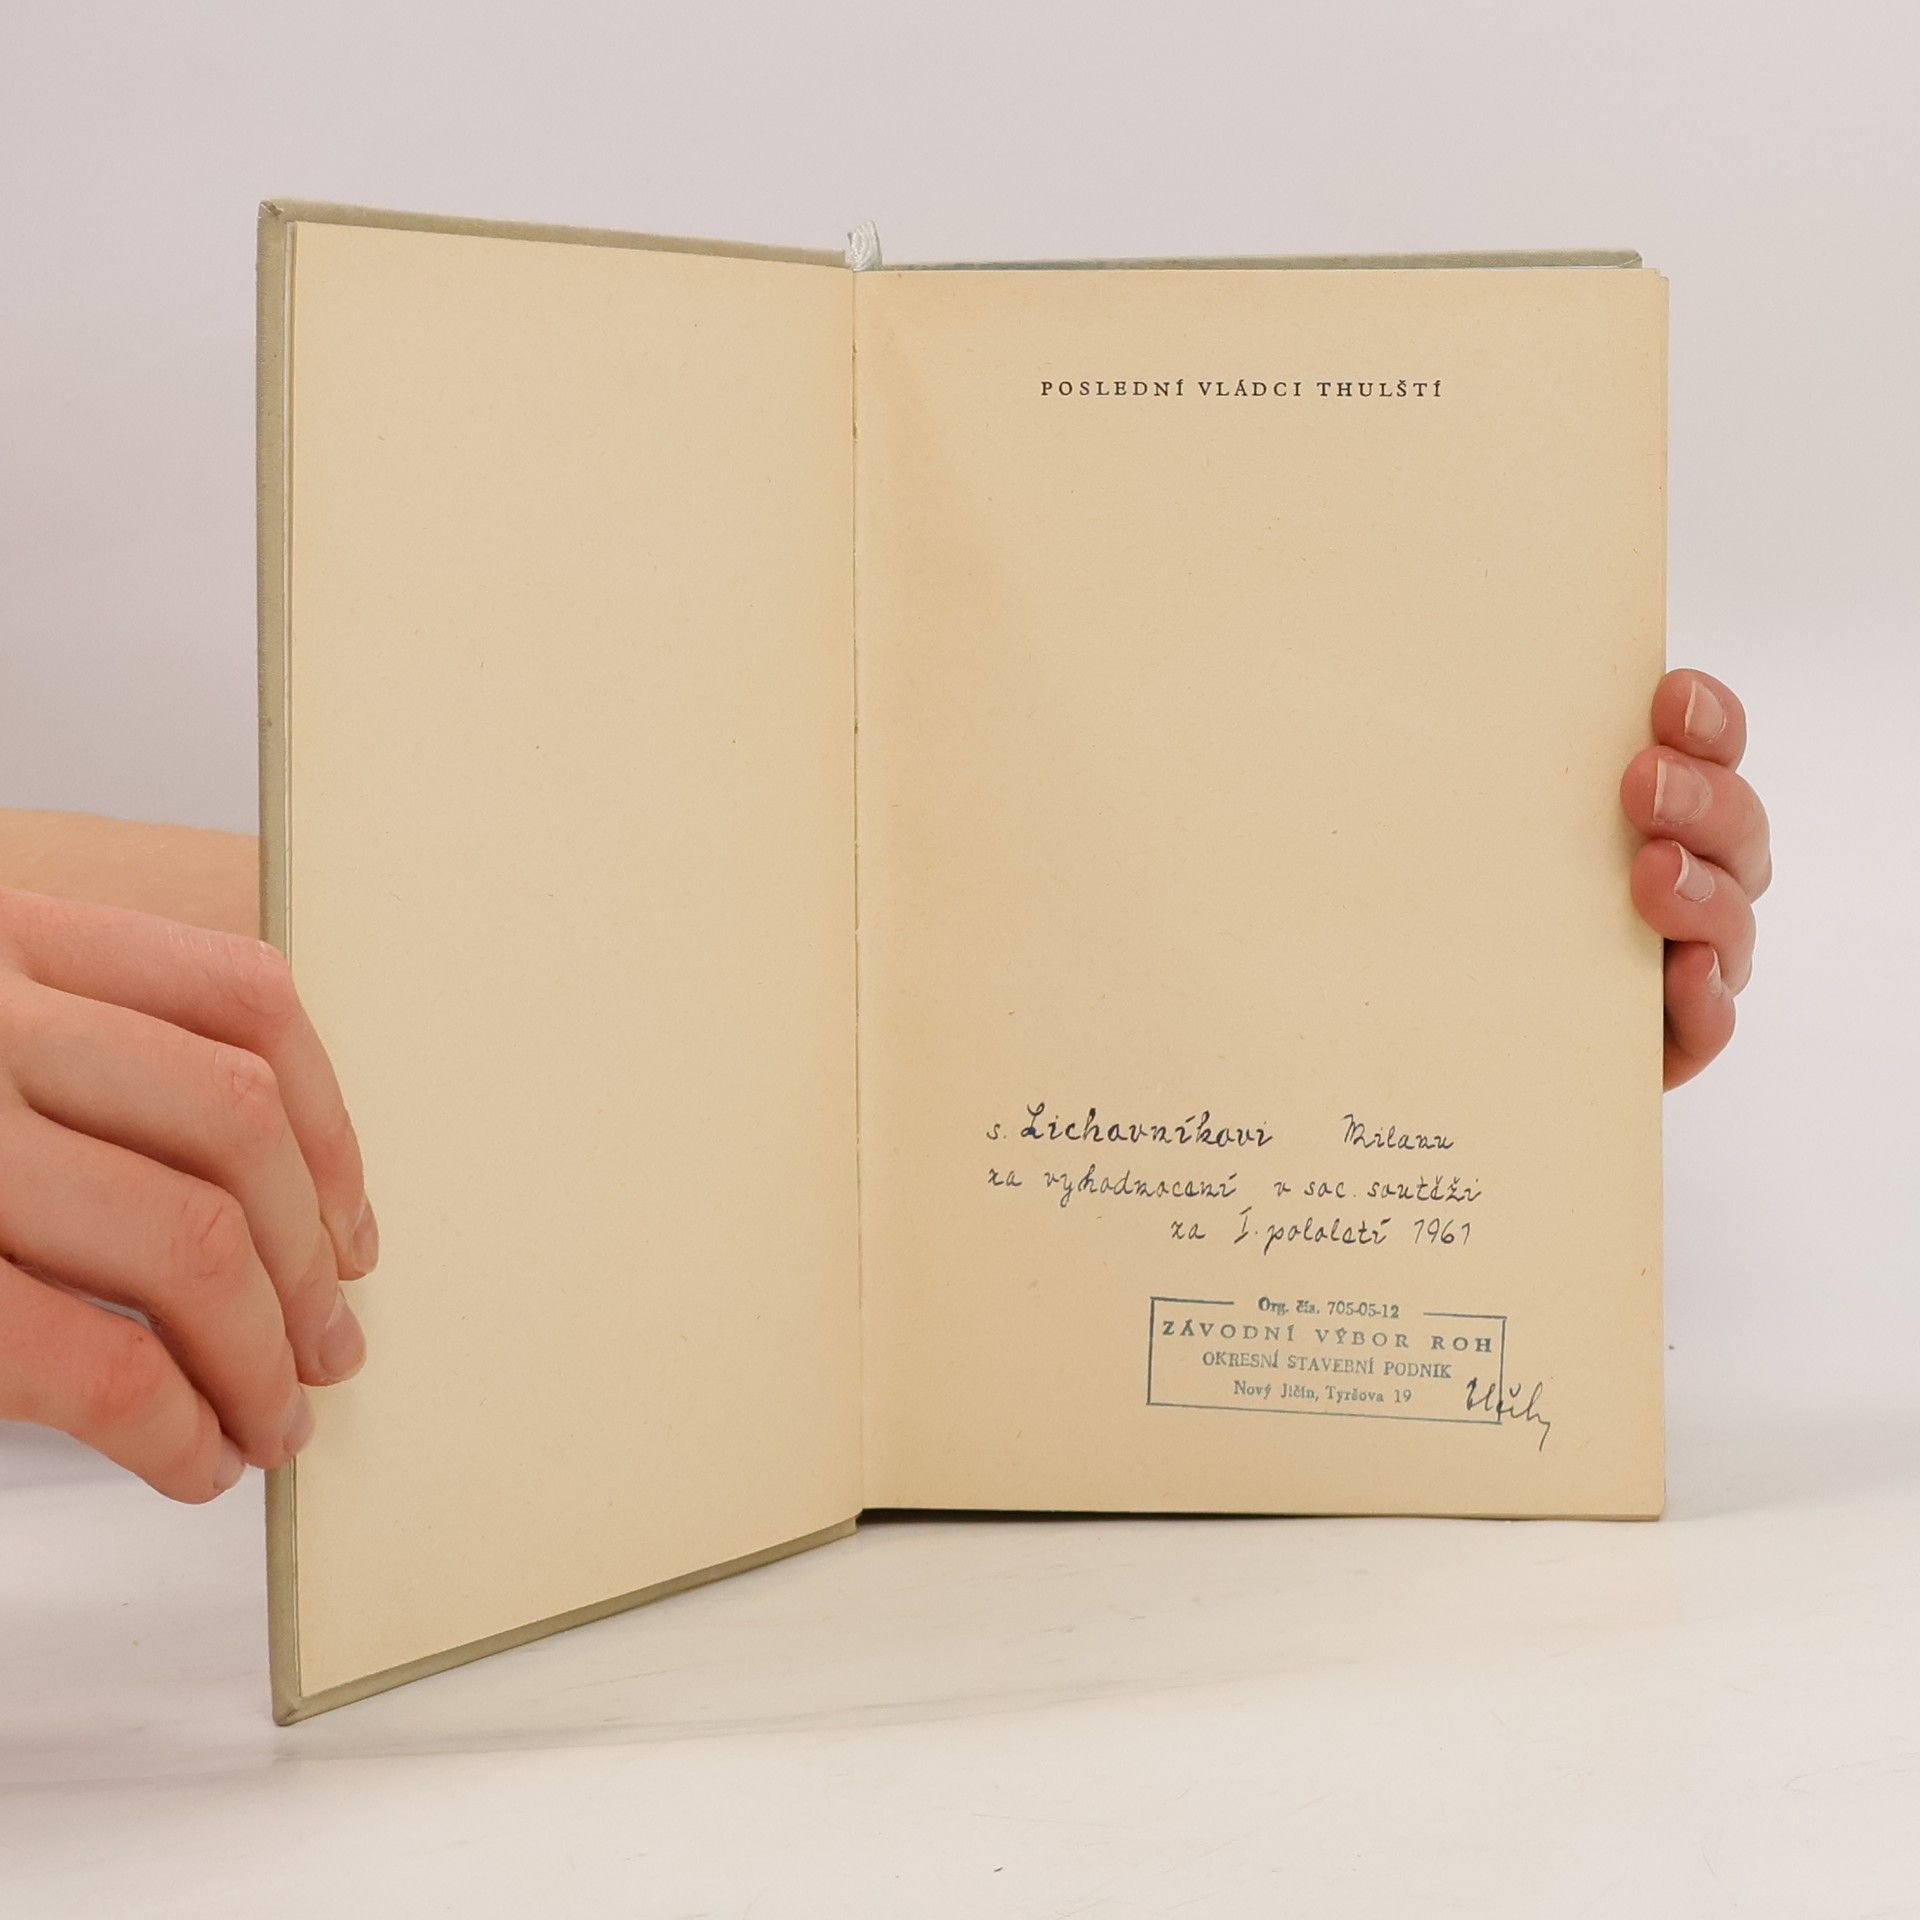 POSLEDNÍ VLÁDCI THULŠTÍ
s. Lichovníkovi Milanu
za vyhodnocení v soc. soutěži
za I. pololetí 1961
Org. čís. 705-05-12
ZÁVODNÍ VÝBOR ROH
OKRESNÍ STAVEBNÍ PODNIK
Nový Jičín, Tyršova 19